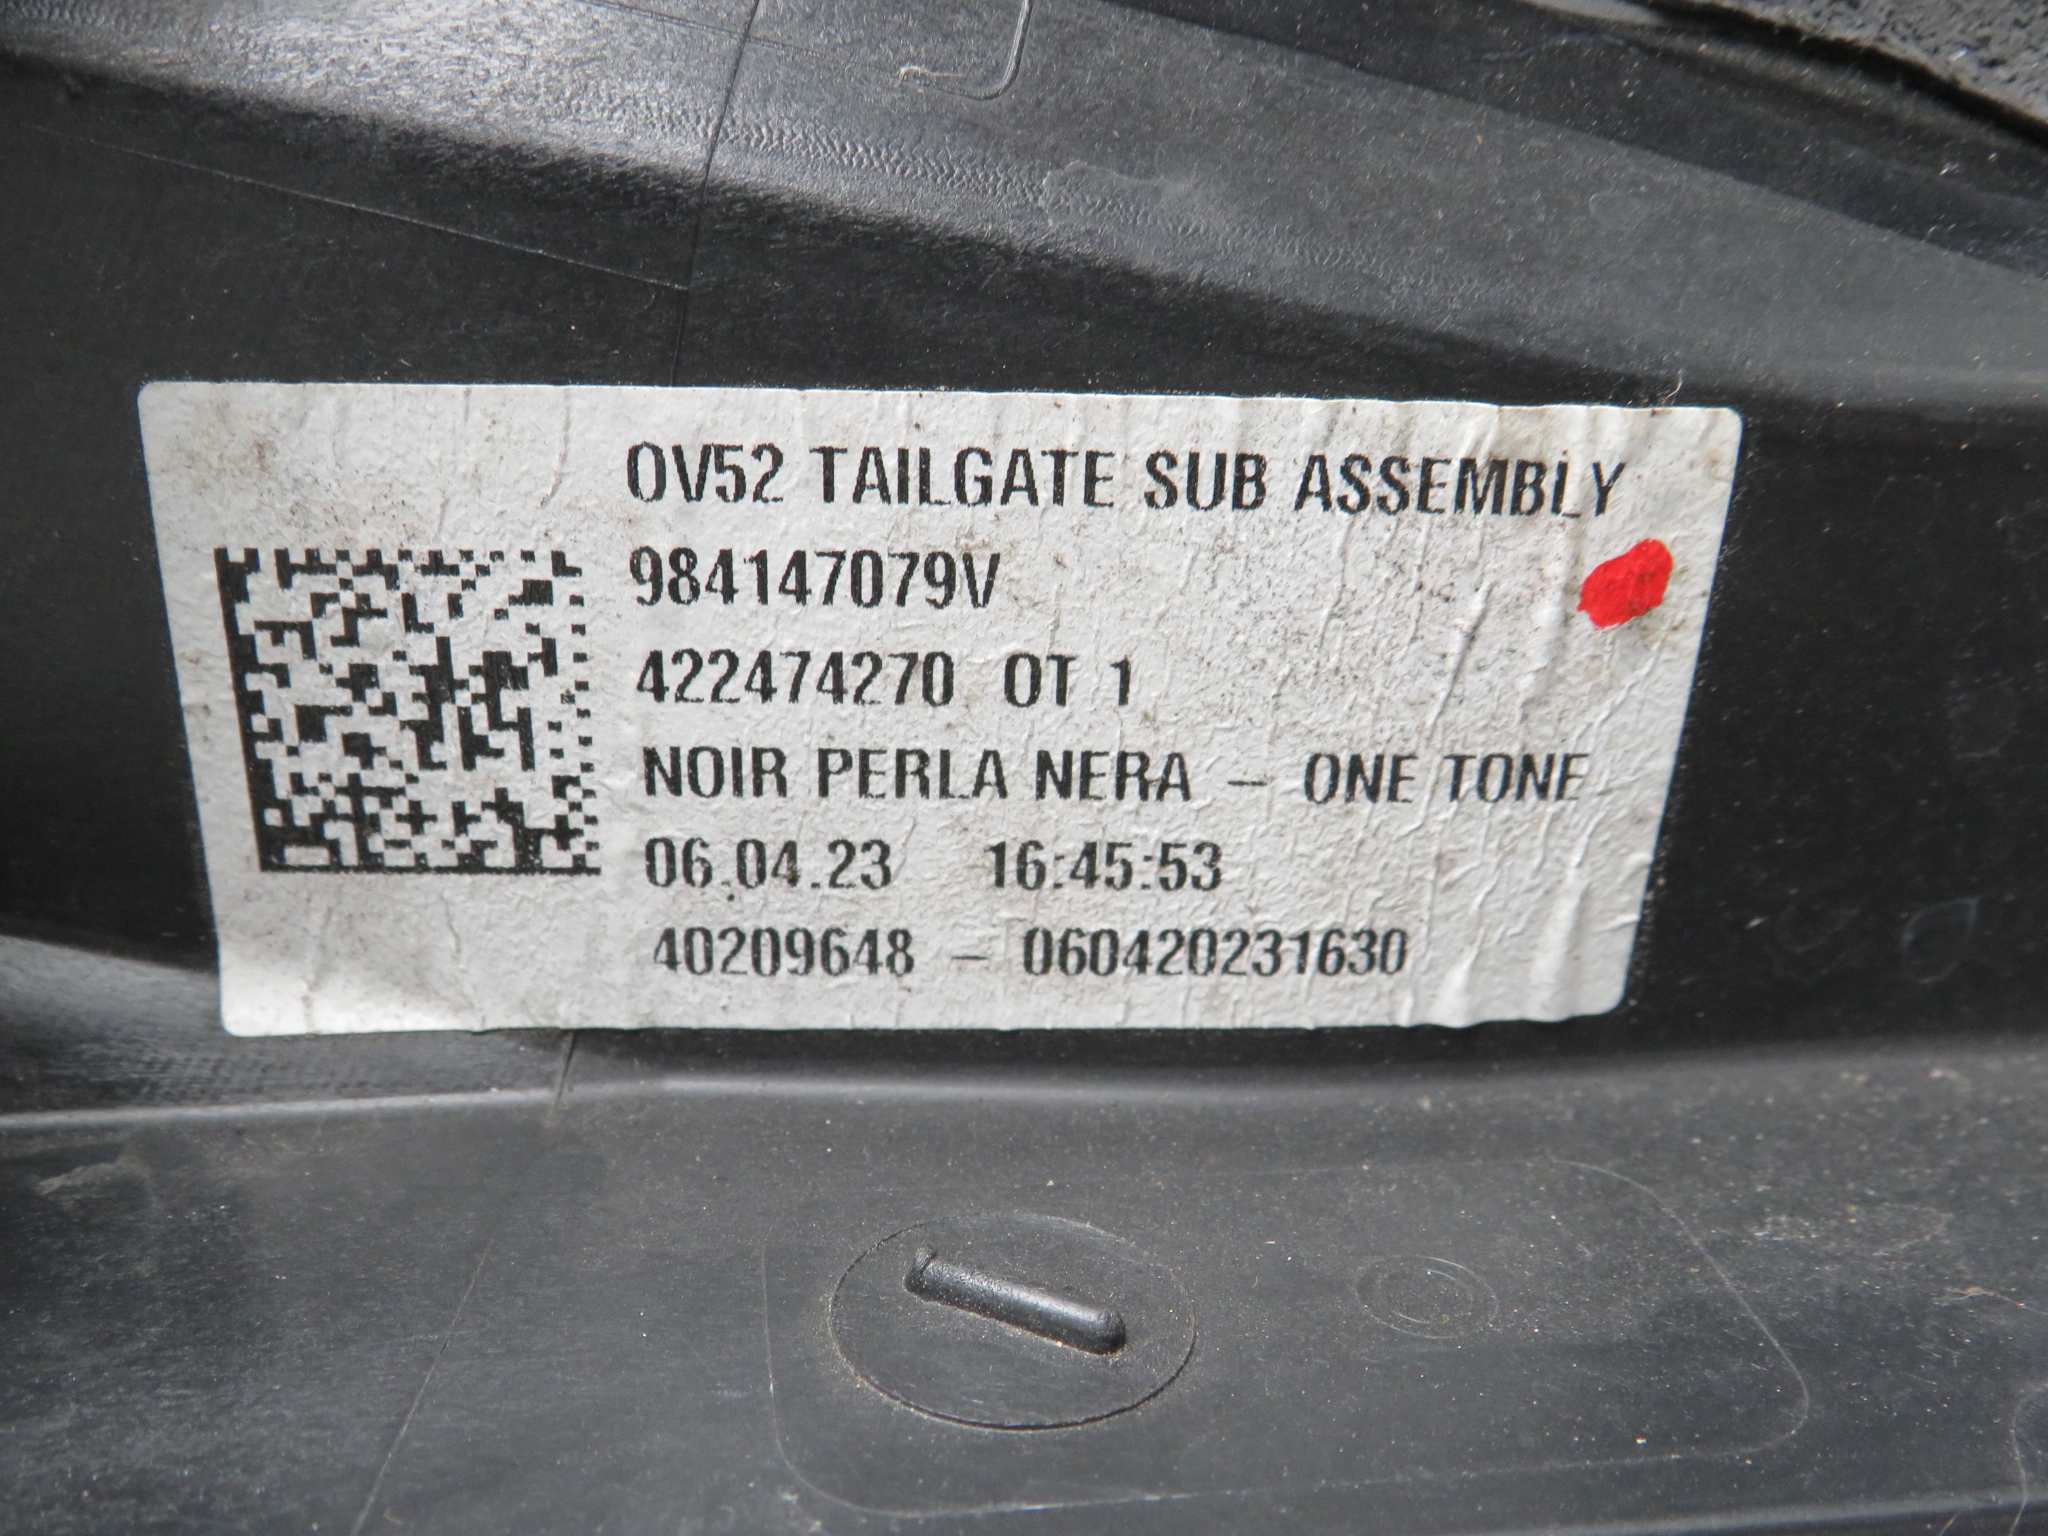 OV52 TAILGATE SUB ASSEMBLY
984147079V
422474270 OT 1
NOIR PERLA NERA – ONE TONE
06.04.23 16:45:53
40209648 – 060420231630